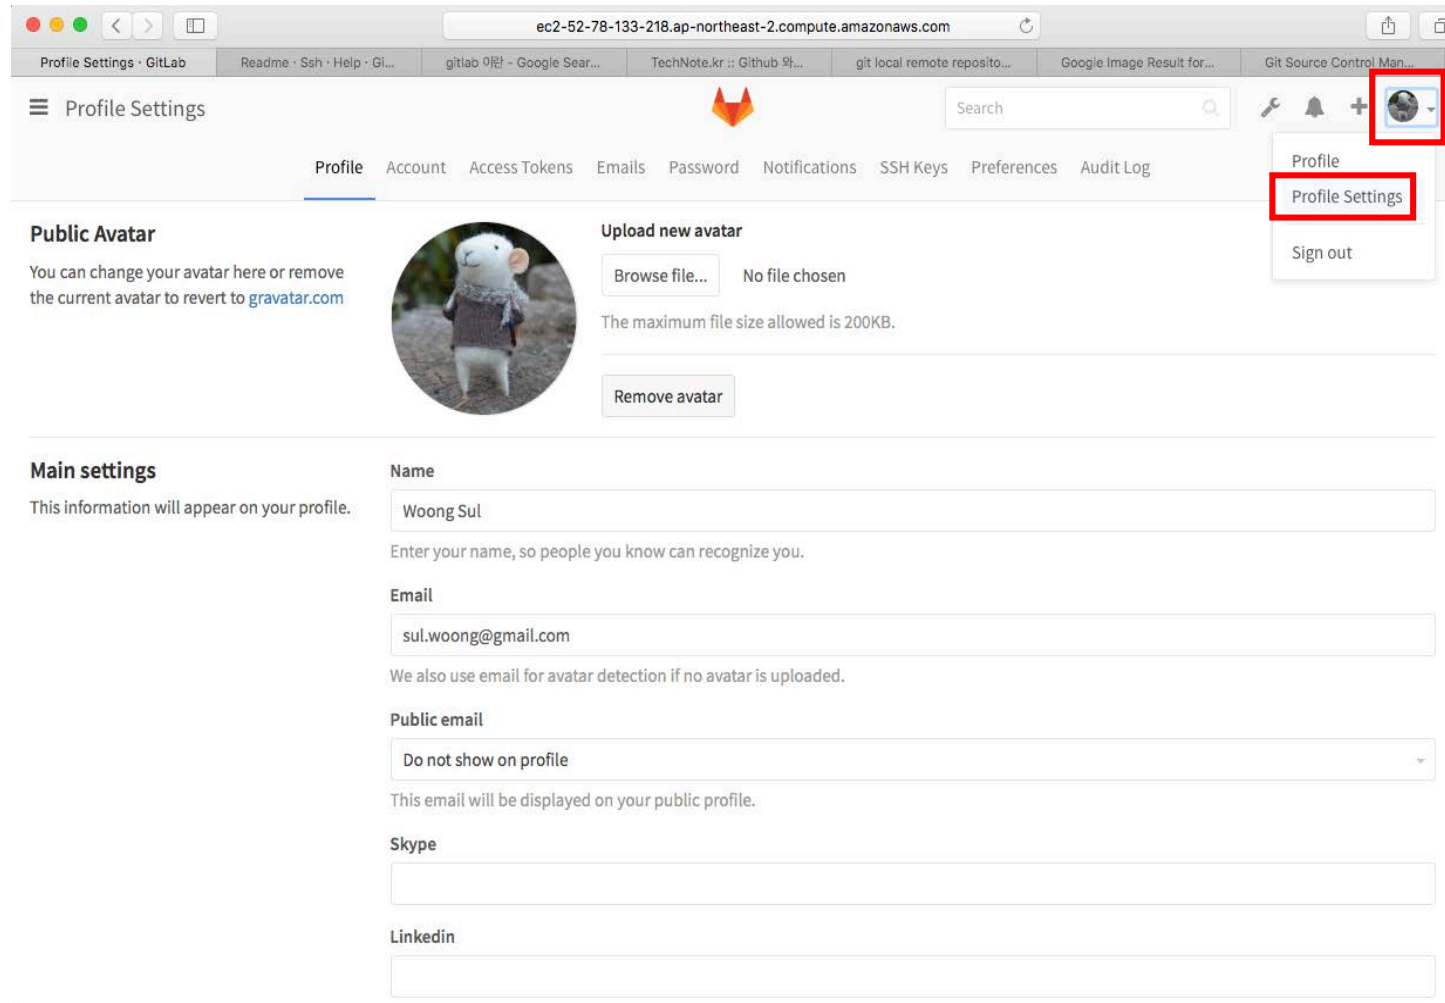 ec2-52-78-133-218.ap-northeast-2.compute.amazonaws.com
Profile Settings · GitLab
Readme · Ssh · Help · Gi...
gitlab 이란 - Google Sear...
TechNote.kr :: Github 와...
git local remote reposito...
Google Image Result for...
Git Source Control Man...
Profile Settings
Search
Profile
Account
Access Tokens
Emails
Password
Notifications
SSH Keys
Preferences
Audit Log
Profile
Profile Settings
Sign out
Public Avatar
You can change your avatar here or remove
the current avatar to revert to gravatar.com
Upload new avatar
Browse file...
No file chosen
The maximum file size allowed is 200KB.
Remove avatar
Main settings
This information will appear on your profile.
Name
Woong Sul
Enter your name, so people you know can recognize you.
Email
sul.woong@gmail.com
We also use email for avatar detection if no avatar is uploaded.
Public email
Do not show on profile
This email will be displayed on your public profile.
Skype
Linkedin